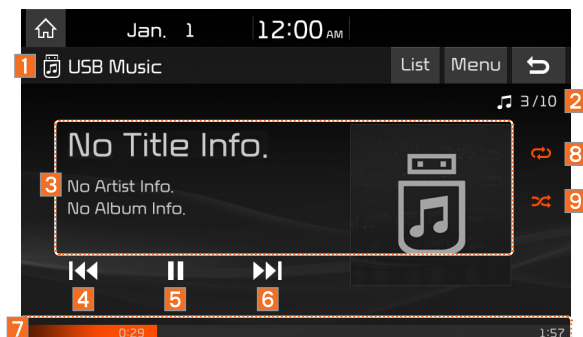 Jan. 1 12:00 AM
1 USB Music List Menu
3/10 2
No Title Info.
8
3 No Artist Info.
No Album Info.
9
4 5 6
7 0:29 1:57